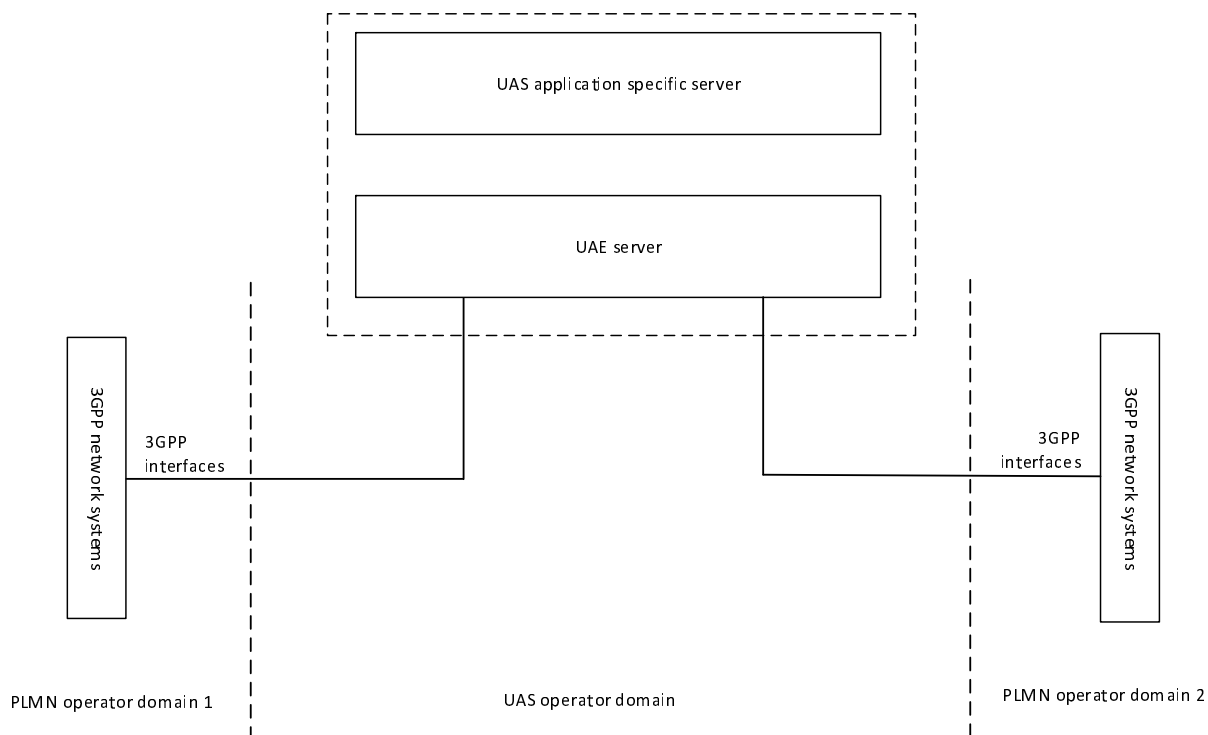 UAS application specific server
UAE server
3GPP network systems
3GPP
interfaces
3GPP
interfaces
3GPP network systems
PLMN operator domain 1
UAS operator domain
PLMN operator domain 2